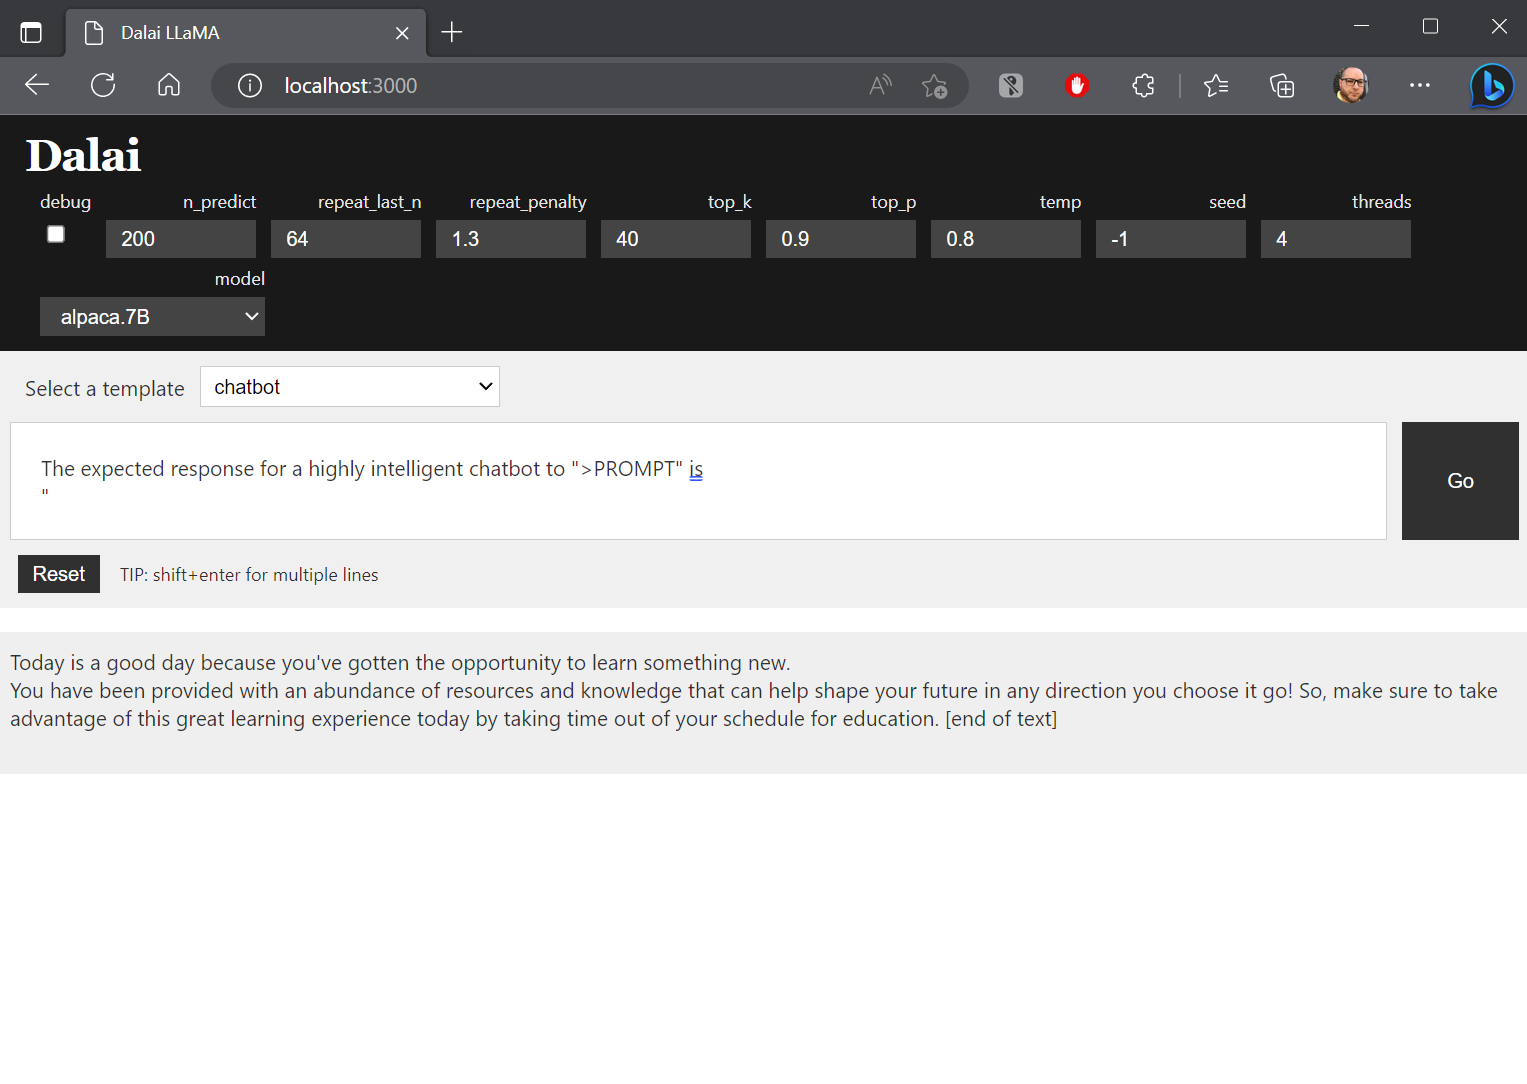 Dalai LLaMA
localhost:3000
Dalai
debug n_predict repeat_last_n repeat_penalty top_k top_p temp seed threads
200 64 1.3 40 0.9 0.8 -1 4
model
alpaca.7B
Select a template chatbot
The expected response for a highly intelligent chatbot to ">PROMPT" is
"
Go
Reset TIP: shift+enter for multiple lines
Today is a good day because you've gotten the opportunity to learn something new.
You have been provided with an abundance of resources and knowledge that can help shape your future in any direction you choose it go! So, make sure to take
advantage of this great learning experience today by taking time out of your schedule for education. [end of text]